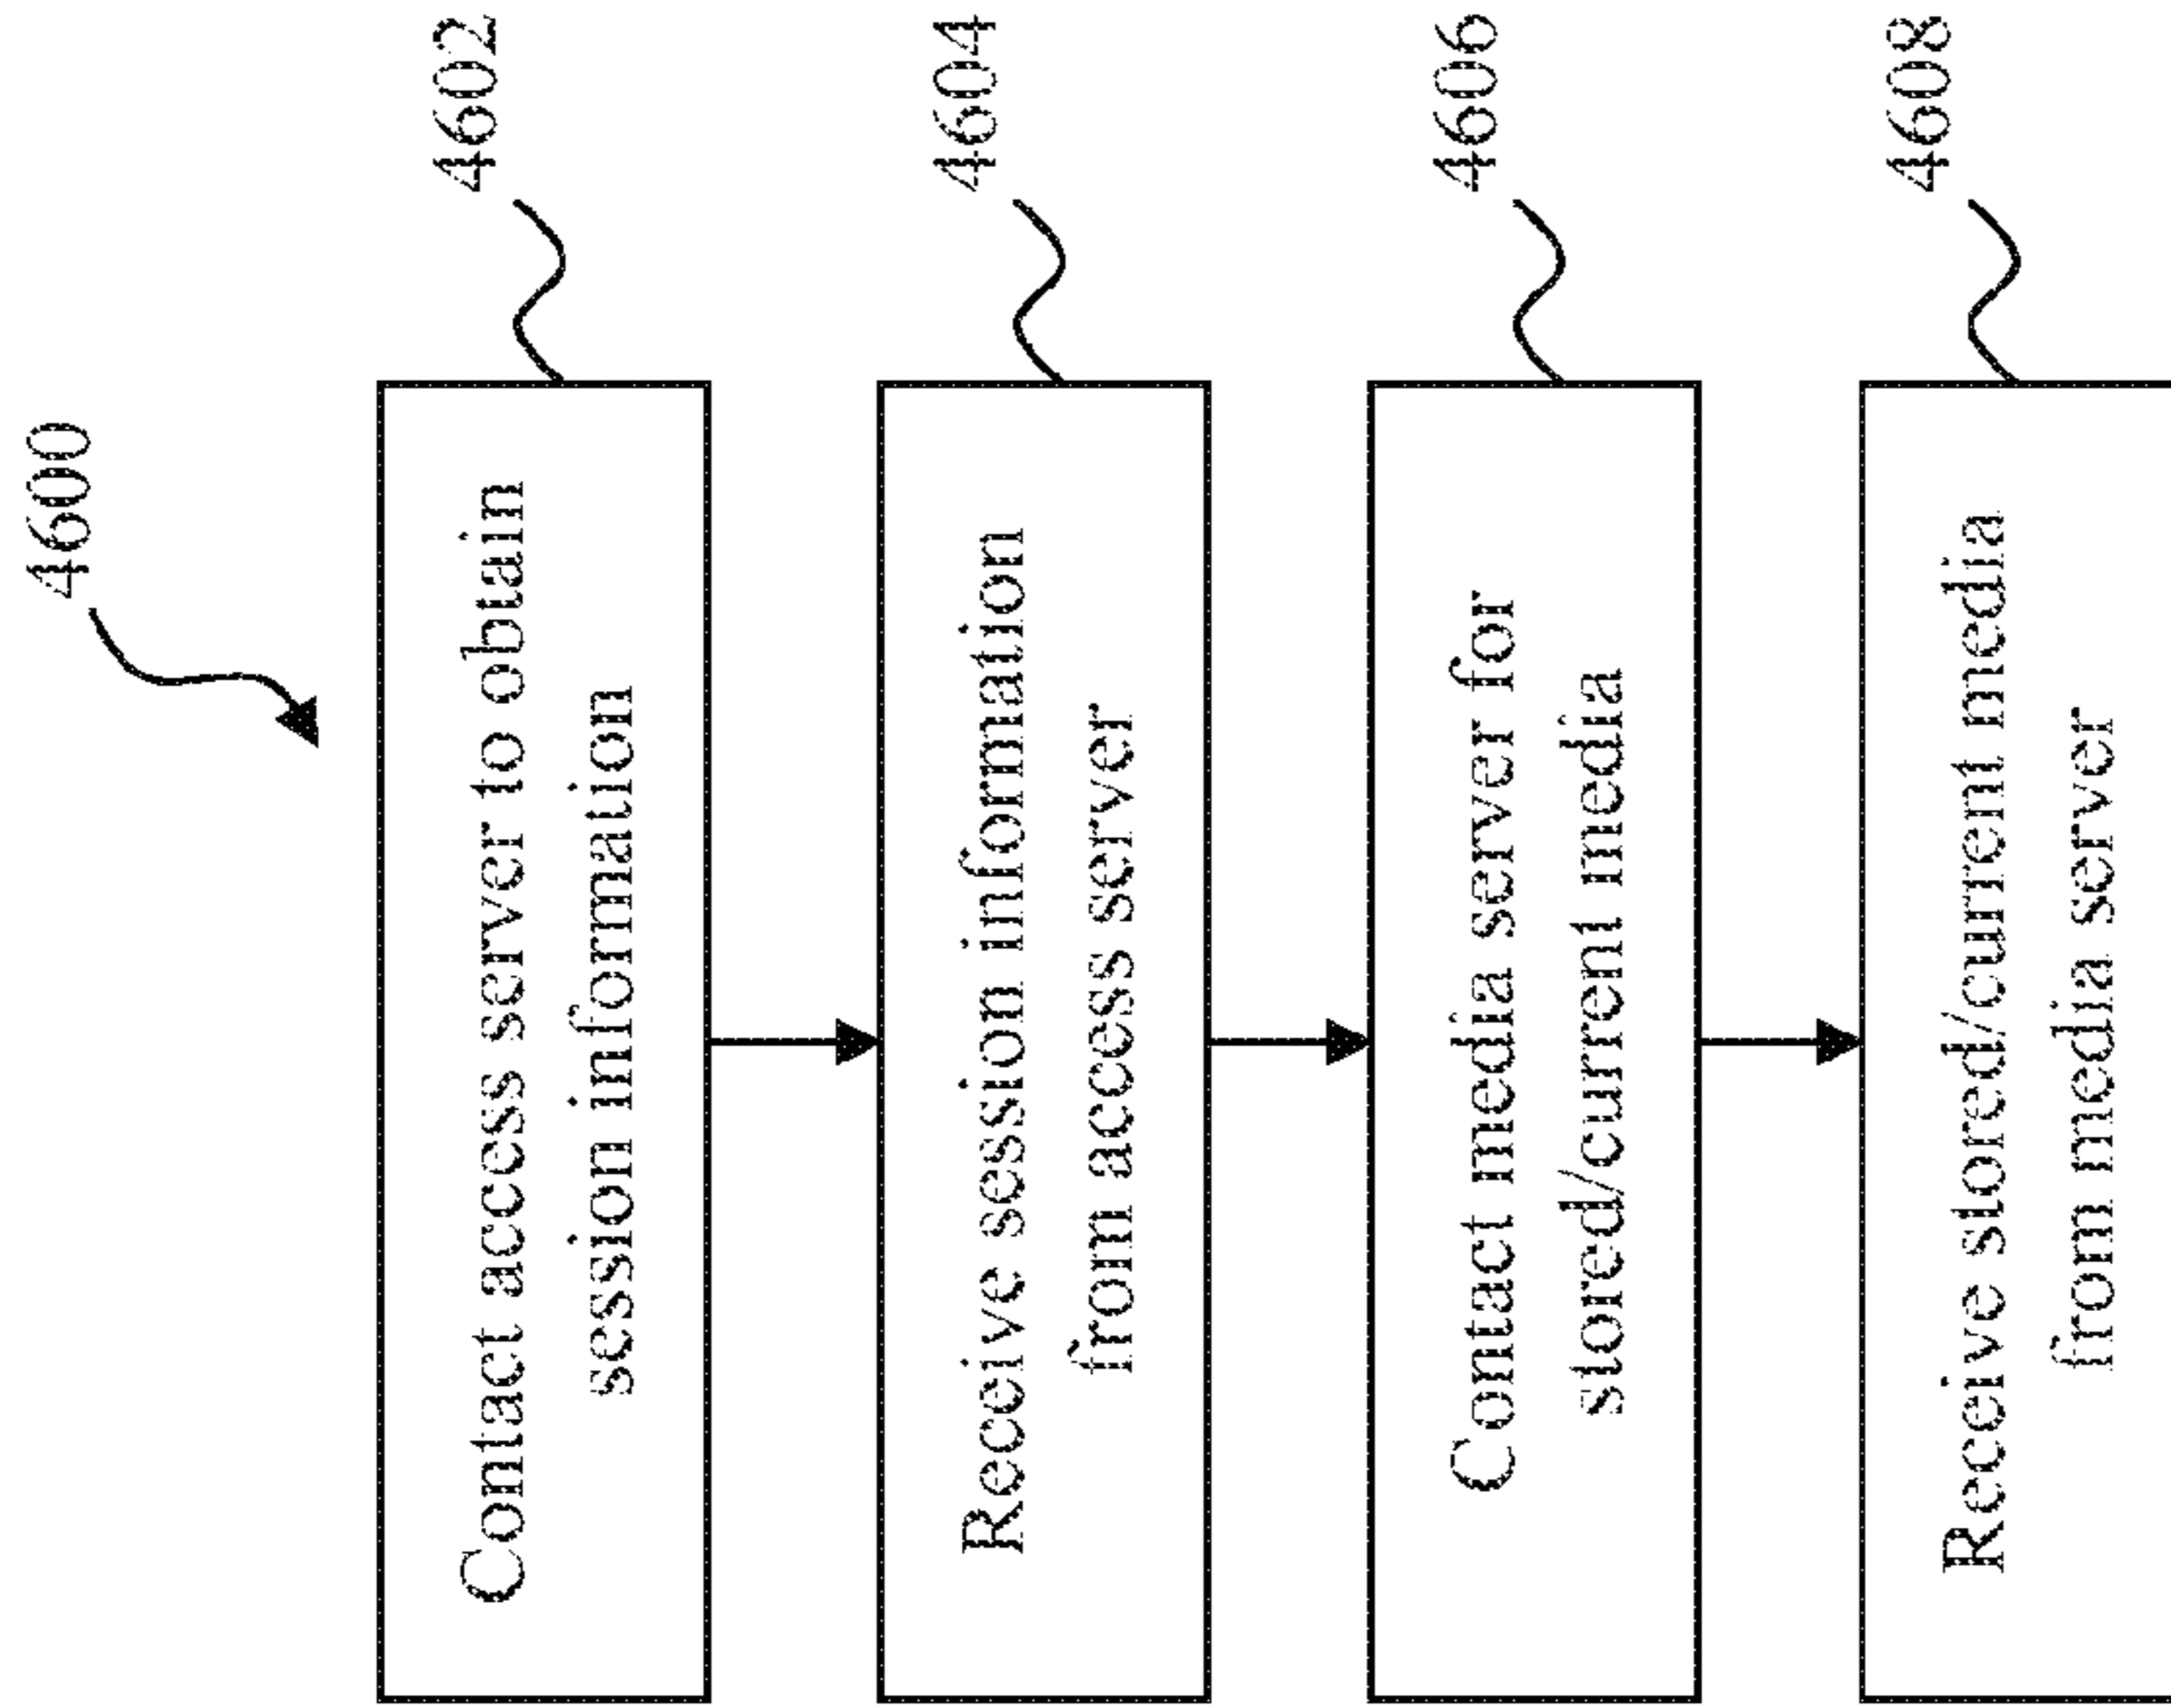 4600
Contact access server to obtain
session information
4602
Receive session information
from access server
4604
Contact media server for
stored/current media
4606
Receive stored/current media
from media server
4608